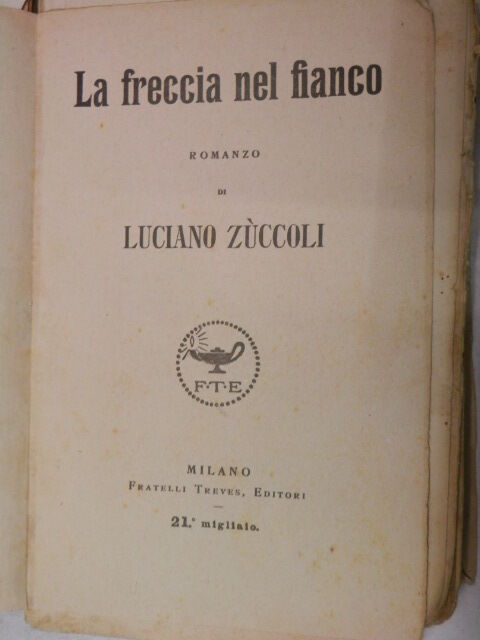 La freccia nel fianco
ROMANZO
DI
LUCIANO ZÙCCOLI
F·T·E
MILANO
FRATELLI TREVES, EDITORI
21.° migliaio.